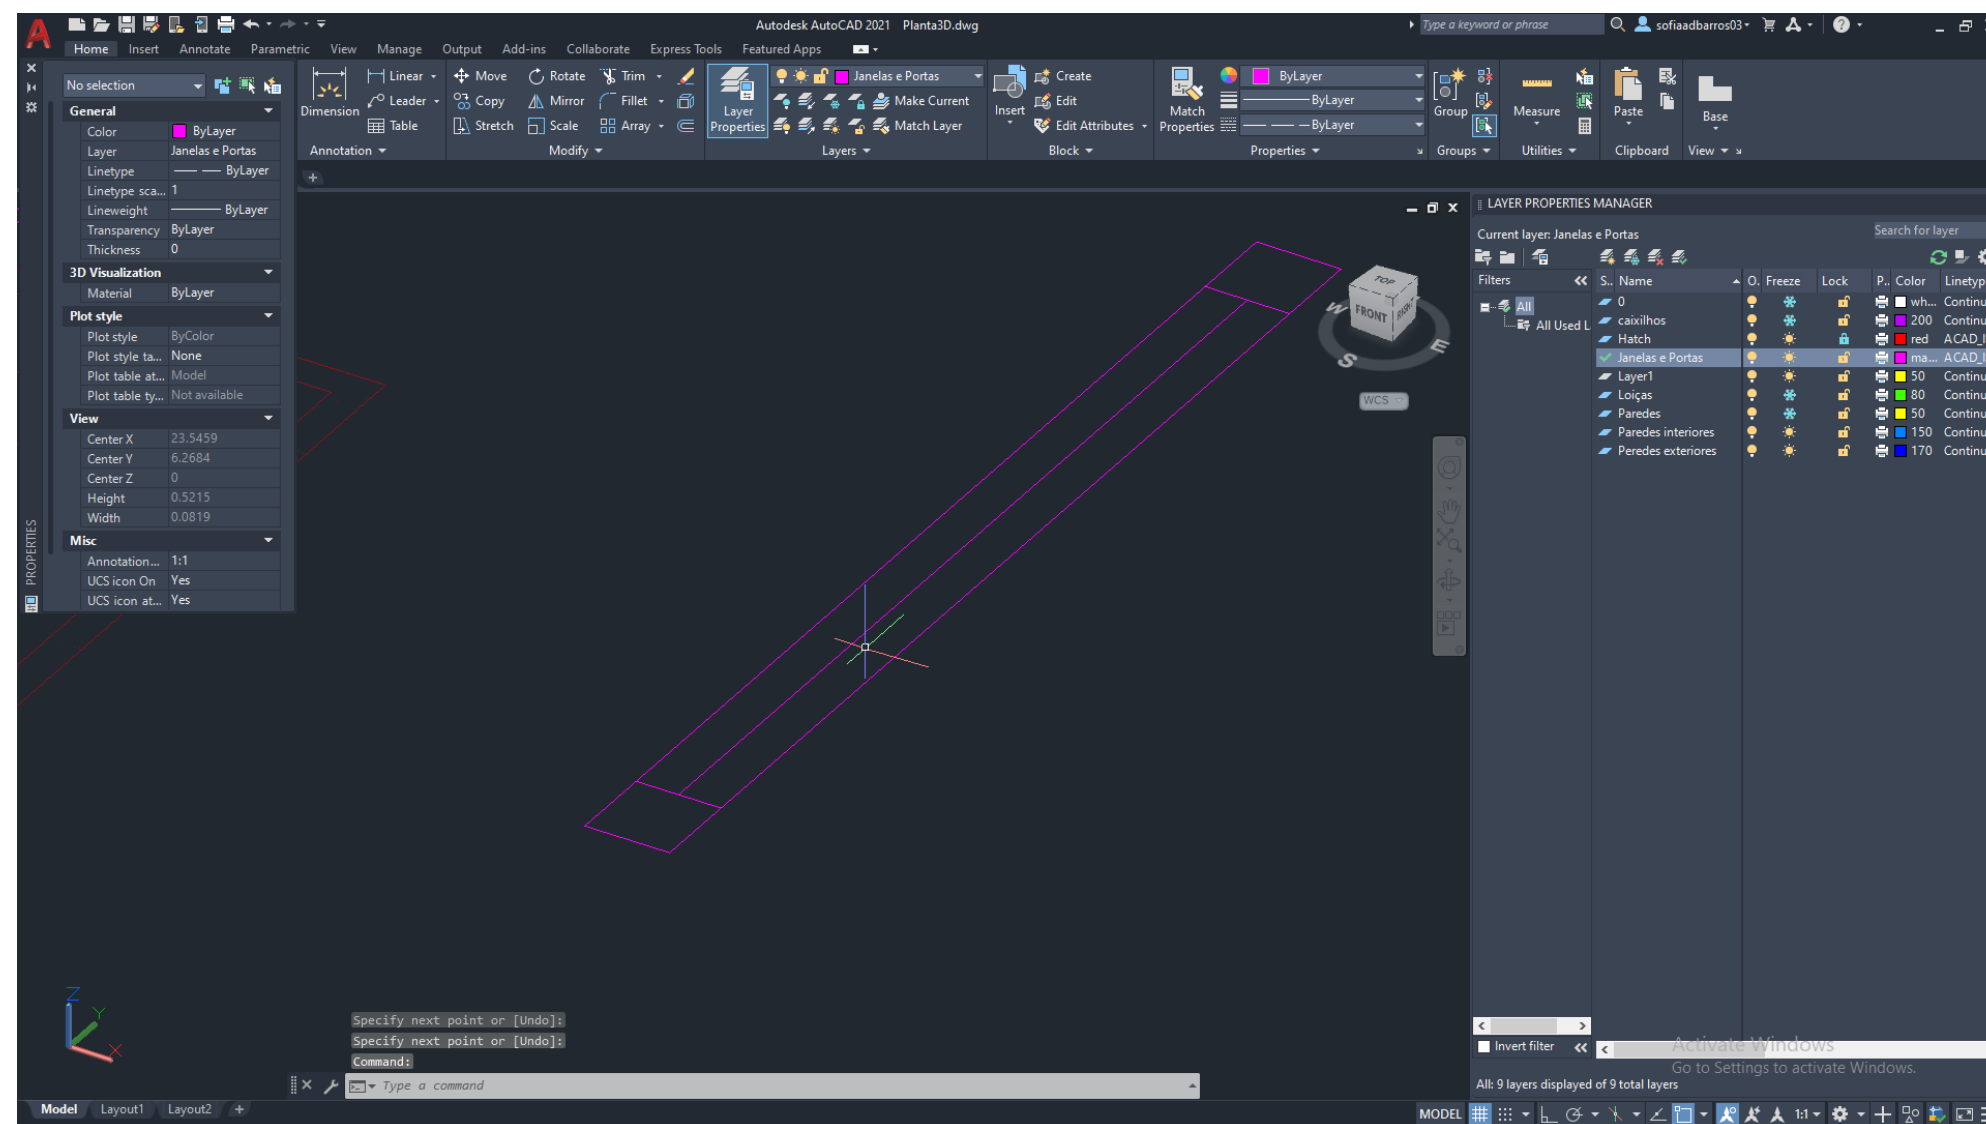 Autodesk AutoCAD 2021 Planta3D.dwg
Type a keyword or phrase
sofiaadbarros03
Home Insert Annotate Parametric View Manage Output Add-ins Collaborate Express Tools Featured Apps
No selection
General
Color ByLayer
Layer Janelas e Portas
Linetype ByLayer
Linetype sca... 1
Lineweight ByLayer
Transparency ByLayer
Thickness 0
3D Visualization
Material ByLayer
Plot style
Plot style ByColor
Plot style ta... None
Plot table at... Model
Plot table ty... Not available
View
Center X 23.5459
Center Y 6.2684
Center Z 0
Height 0.5215
Width 0.0819
Misc
Annotation... 1:1
UCS icon On Yes
UCS icon at... Yes
PROPERTIES
Dimension
Linear
Leader
Table
Annotation
Move Rotate Trim
Copy Mirror Fillet
Stretch Scale Array
Modify
Layer
Properties
Janelas e Portas
Make Current
Match Layer
Layers
Insert
Create
Edit
Edit Attributes
Block
Match
Properties
ByLayer
ByLayer
ByLayer
Properties
Group
Groups
Measure
Utilities
Paste
Clipboard
Base
View
TOP
FRONT
RIGHT
W
S
E
WCS
LAYER PROPERTIES MANAGER
Current layer: Janelas e Portas
Search for layer
Filters
All
All Used L
S.. Name O. Freeze Lock P.. Color Linetyp
0 wh... Continu
caixilhos 200 Continu
Hatch red ACAD_I
Janelas e Portas ma... ACAD_I
Layer1 50 Continu
Loiças 80 Continu
Paredes 50 Continu
Paredes interiores 150 Continu
Peredes exteriores 170 Continu
Invert filter
Activate Windows
Go to Settings to activate Windows.
All: 9 layers displayed of 9 total layers
Z
Y
X
Specify next point or [Undo]:
Specify next point or [Undo]:
Command:
Type a command
Model Layout1 Layout2
MODEL
1:1